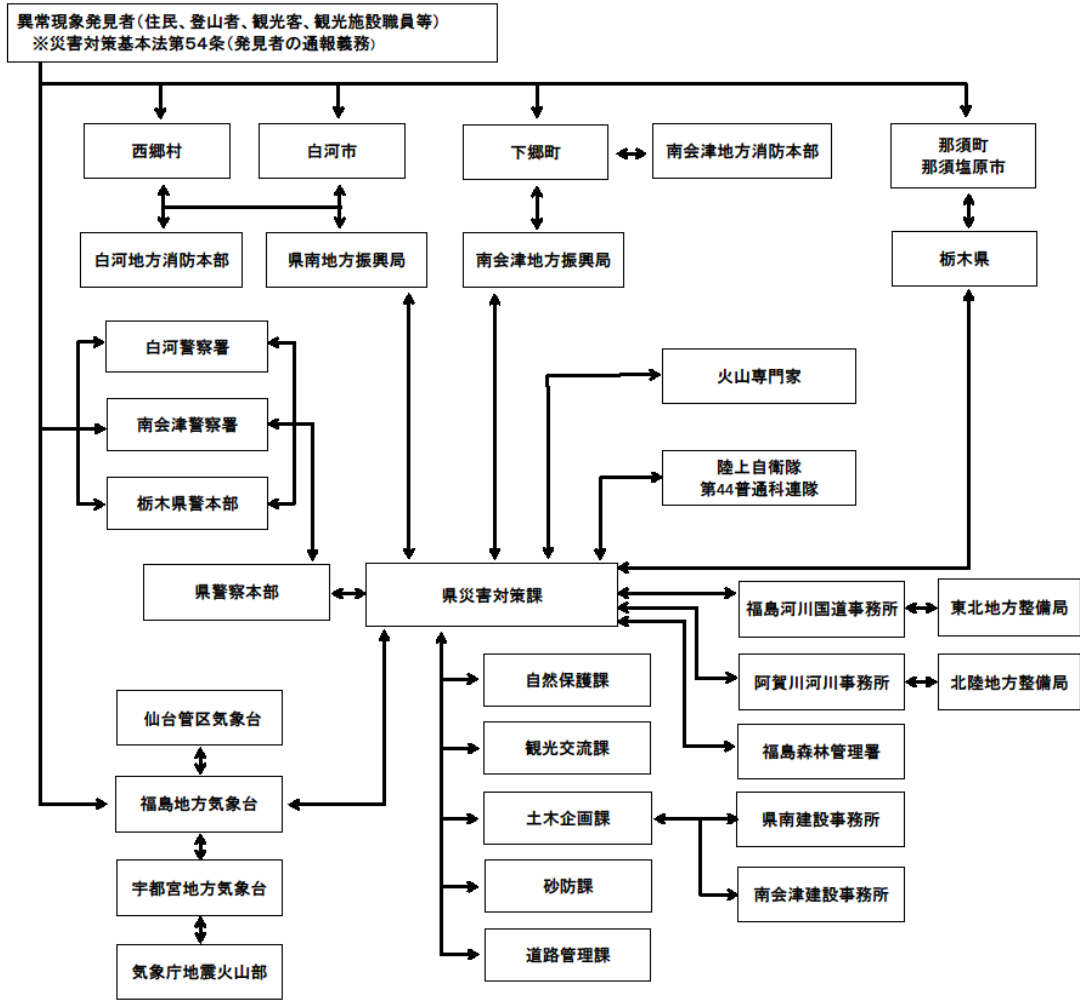 異常現象発見者(住民、登山者、観光客、観光施設職員等)
※災害対策基本法第54条(発見者の通報義務)
西郷村
白河市
下郷町
南会津地方消防本部
那須町
那須塩原市
白河地方消防本部
県南地方振興局
南会津地方振興局
栃木県
白河警察署
火山専門家
南会津警察署
陸上自衛隊
第44普通科連隊
栃木県警本部
県警察本部
県災害対策課
福島河川国道事務所
東北地方整備局
自然保護課
阿賀川河川事務所
北陸地方整備局
仙台管区気象台
観光交流課
福島森林管理署
福島地方気象台
土木企画課
県南建設事務所
宇都宮地方気象台
砂防課
南会津建設事務所
気象庁地震火山部
道路管理課